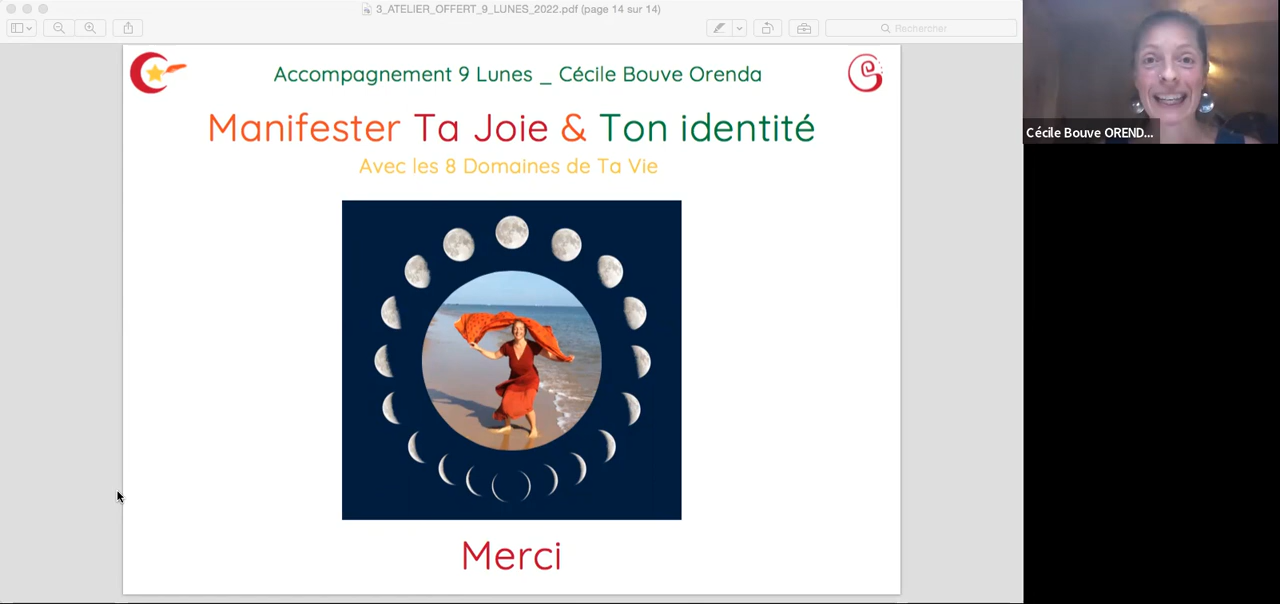 3_ATELIER_OFFERT_9_LUNES_2022.pdf (page 14 sur 14)
Rechercher
Accompagnement 9 Lunes _ Cécile Bouve Orenda
Manifester Ta Joie & Ton identité
Avec les 8 Domaines de Ta Vie
Merci
Cécile Bouve OREND...